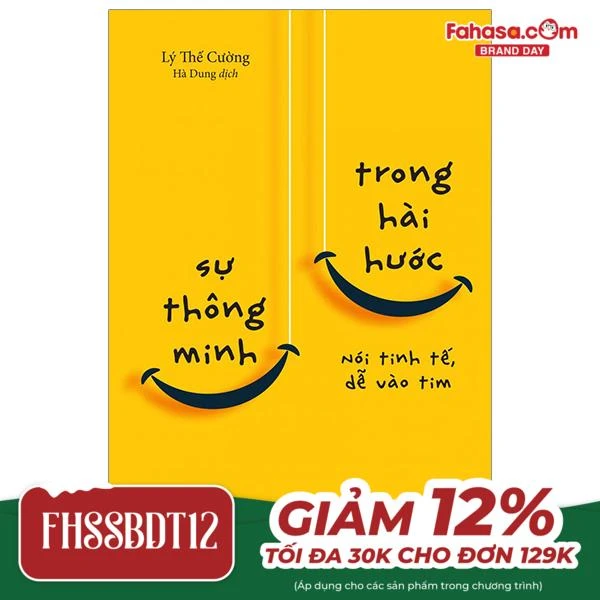 Fahasa.com
BRAND DAY
Lý Thế Cường
Hà Dung dịch
sự
thông
minh
trong
hài
hước
Nói tinh tế,
dễ vào tim
FHSSBDT12
GIẢM 12%
TỐI ĐA 30K CHO ĐƠN 129K
(Áp dụng cho các sản phẩm trong chương trình)